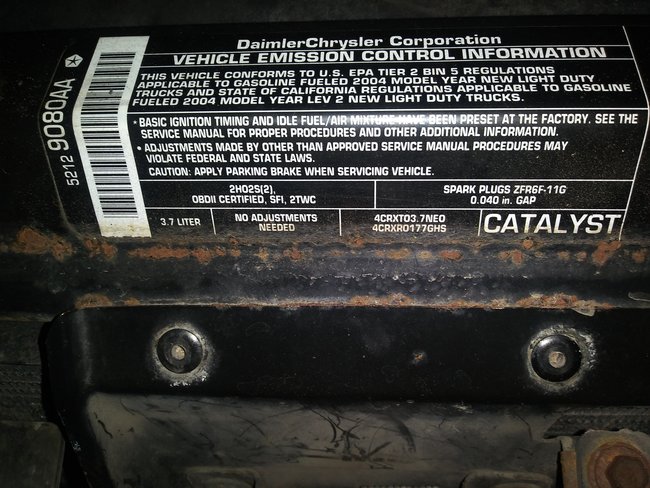 DaimlerChrysler Corporation
VEHICLE EMISSION CONTROL INFORMATION
THIS VEHICLE CONFORMS TO U.S. EPA TIER 2 BIN 5 REGULATIONS
APPLICABLE TO GASOLINE FUELED 2004 MODEL YEAR NEW LIGHT DUTY
TRUCKS AND STATE OF CALIFORNIA REGULATIONS APPLICABLE TO GASOLINE
FUELED 2004 MODEL YEAR LEV 2 NEW LIGHT DUTY TRUCKS.
• BASIC IGNITION TIMING AND IDLE FUEL/AIR MIXTURE HAVE BEEN PRESET AT THE FACTORY. SEE THE
SERVICE MANUAL FOR PROPER PROCEDURES AND OTHER ADDITIONAL INFORMATION.
• ADJUSTMENTS MADE BY OTHER THAN APPROVED SERVICE MANUAL PROCEDURES MAY
VIOLATE FEDERAL AND STATE LAWS.
CAUTION: APPLY PARKING BRAKE WHEN SERVICING VEHICLE.
2HO2S(2),
OBDII CERTIFIED, SFI, 2TWC
SPARK PLUGS ZFR6F-11G
0.040 in. GAP
3.7 LITER
NO ADJUSTMENTS
NEEDED
4CRXT03.7NE0
4CRXR0177GHS
CATALYST
5212 9080AA